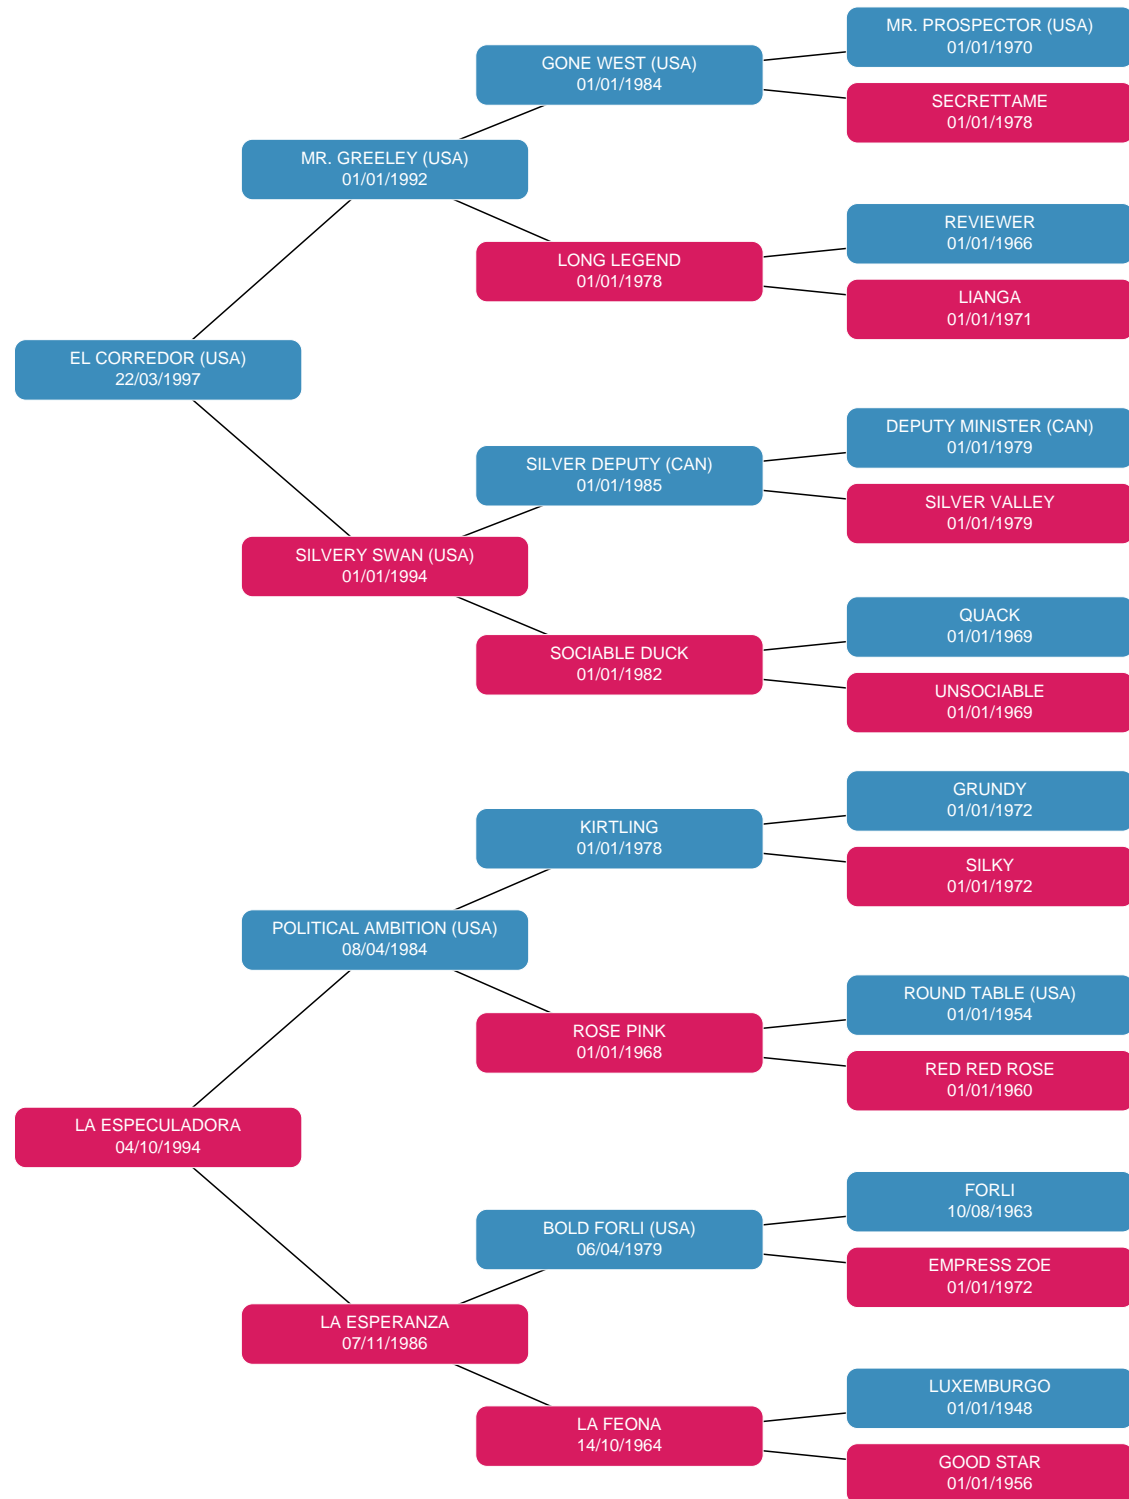 MR. PROSPECTOR (USA)
01/01/1970
GONE WEST (USA)
01/01/1984
SECRETTAME
01/01/1978
MR. GREELEY (USA)
01/01/1992
REVIEWER
01/01/1966
LONG LEGEND
01/01/1978
LIANGA
01/01/1971
EL CORREDOR (USA)
22/03/1997
DEPUTY MINISTER (CAN)
01/01/1979
SILVER DEPUTY (CAN)
01/01/1985
SILVER VALLEY
01/01/1979
SILVERY SWAN (USA)
01/01/1994
QUACK
01/01/1969
SOCIABLE DUCK
01/01/1982
UNSOCIABLE
01/01/1969
GRUNDY
01/01/1972
KIRTLING
01/01/1978
SILKY
01/01/1972
POLITICAL AMBITION (USA)
08/04/1984
ROUND TABLE (USA)
01/01/1954
ROSE PINK
01/01/1968
RED RED ROSE
01/01/1960
LA ESPECULADORA
04/10/1994
FORLI
10/08/1963
BOLD FORLI (USA)
06/04/1979
EMPRESS ZOE
01/01/1972
LA ESPERANZA
07/11/1986
LUXEMBURGO
01/01/1948
LA FEONA
14/10/1964
GOOD STAR
01/01/1956